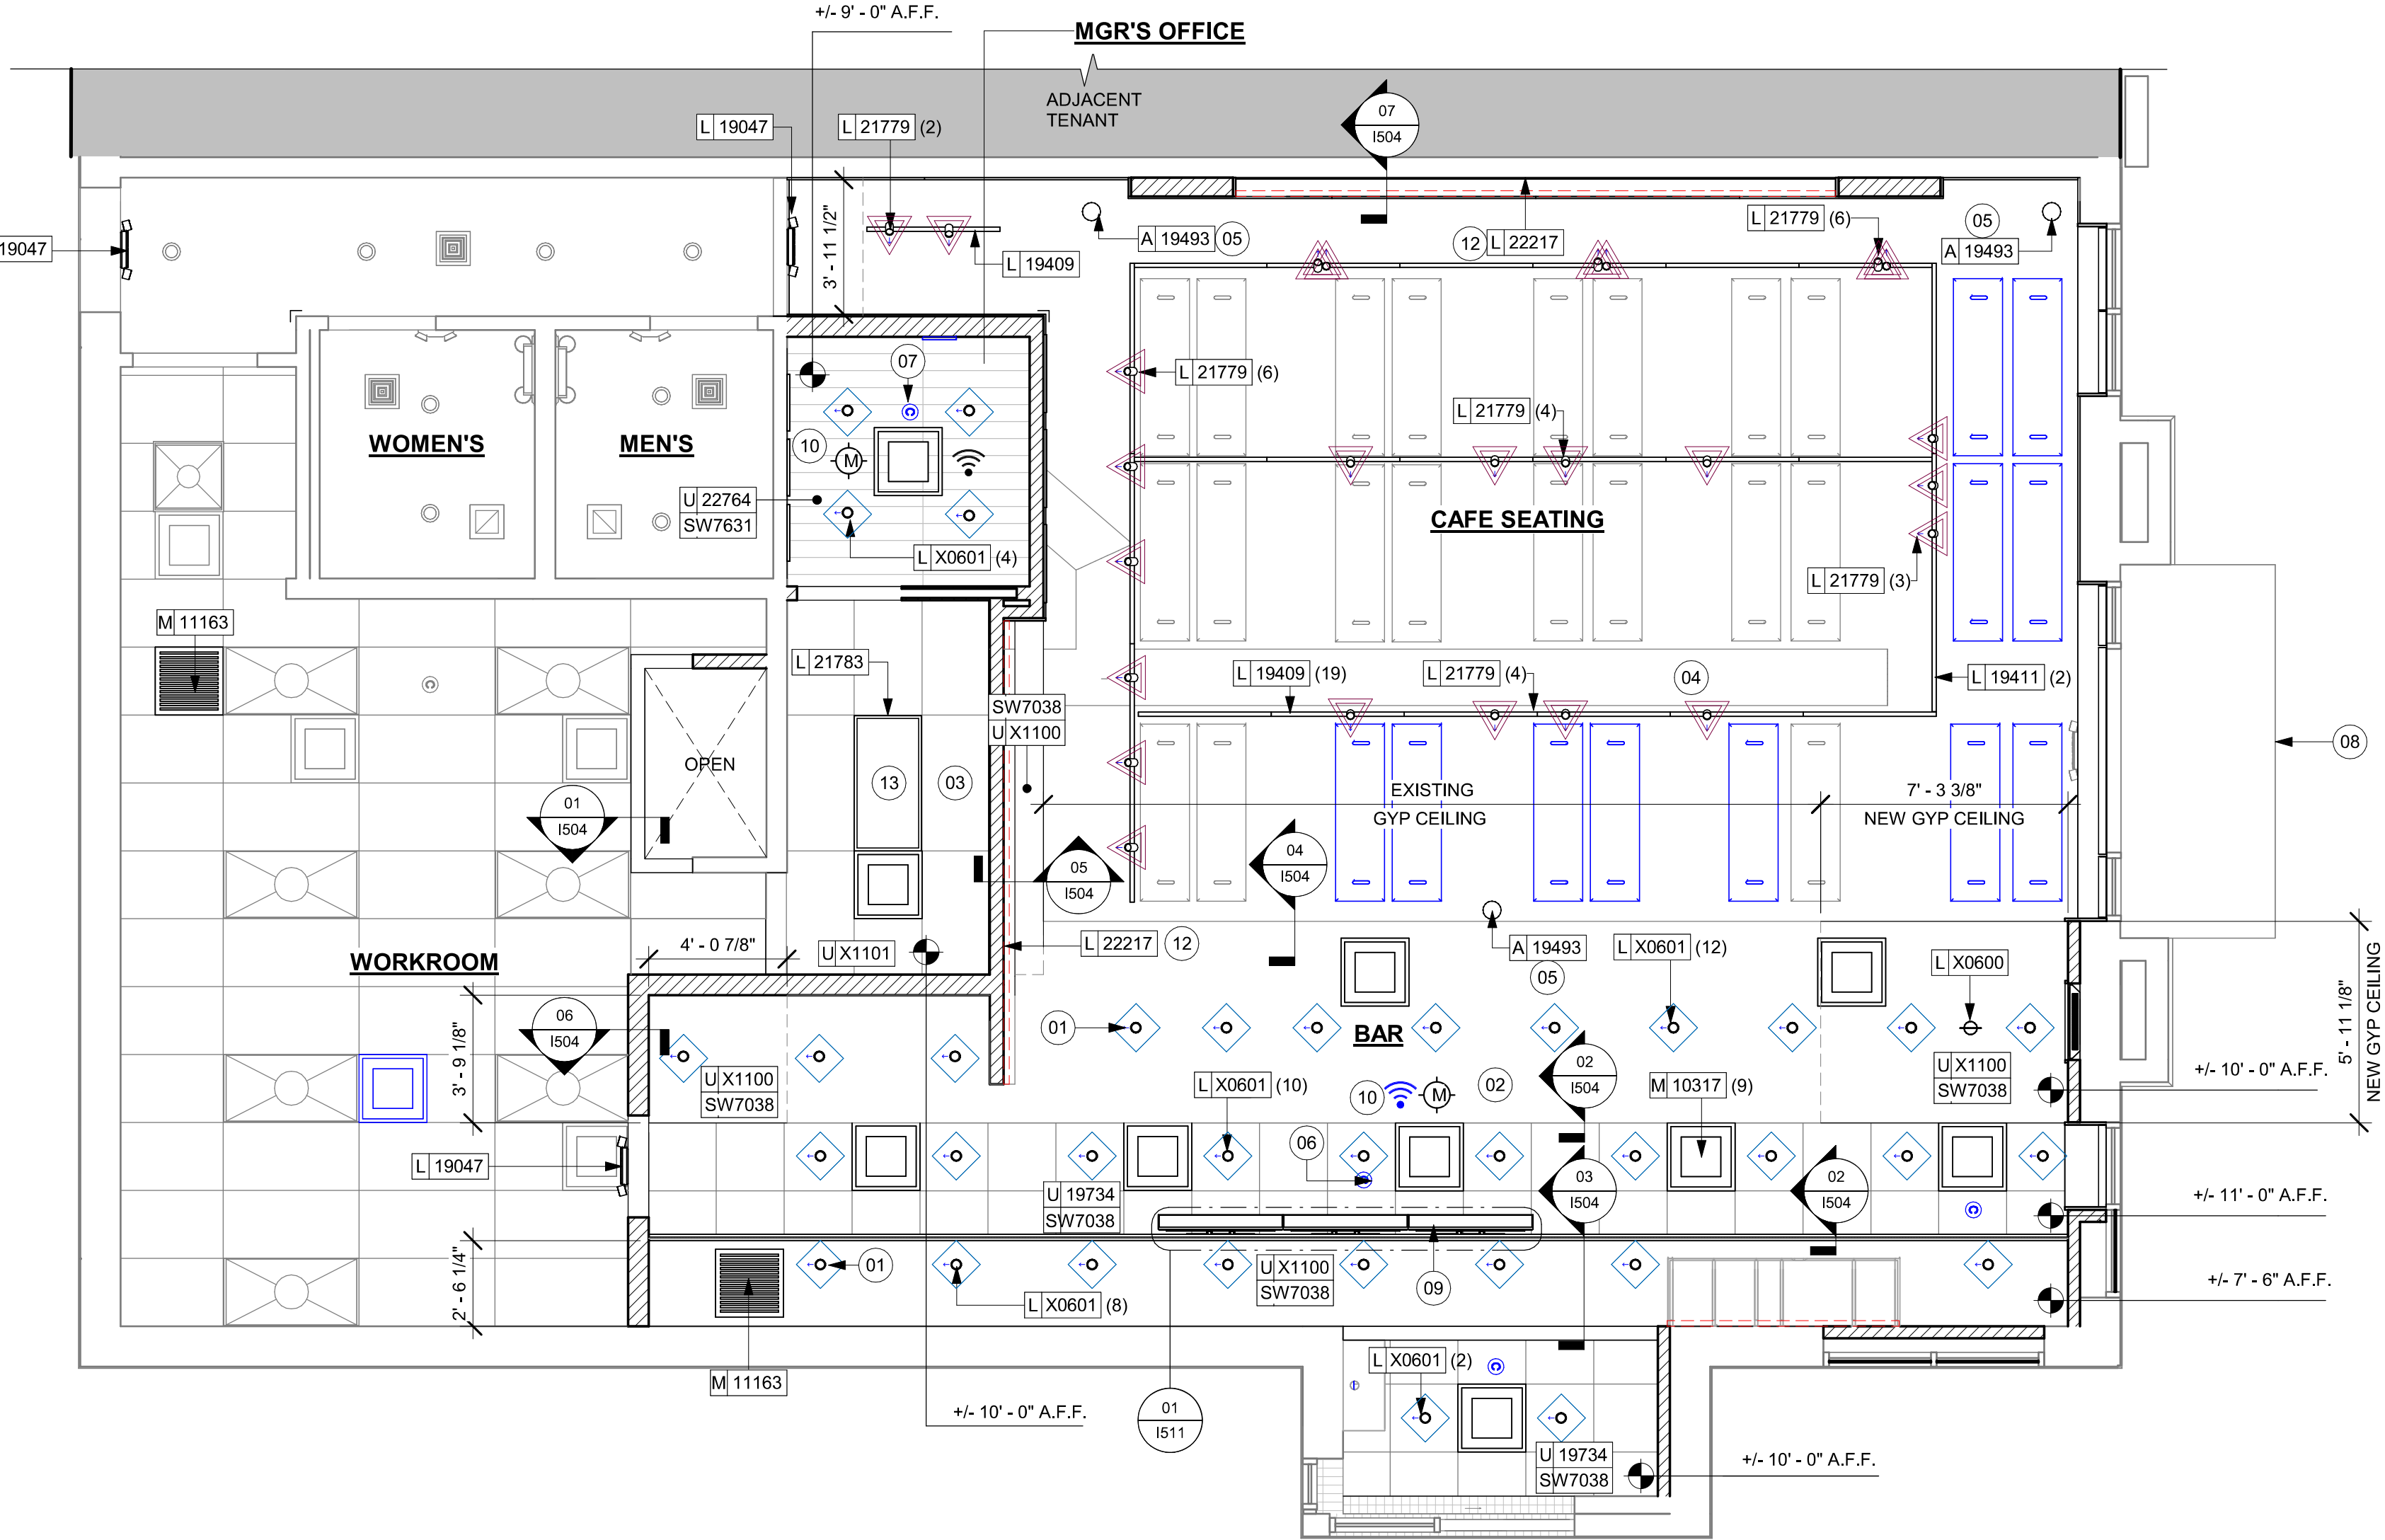 +/- 9' - 0" A.F.F.
MGR'S OFFICE
ADJACENT
TENANT
07
I504
L 19047
L 21779 (2)
19047
3' - 11 1/2"
L 19409
A 19493 05
12 L 22217
L 21779 (6)
05
A 19493
07
L 21779 (6)
L 21779 (4)
WOMEN'S
MEN'S
10
M
U 22764
SW7631
CAFE SEATING
L X0601 (4)
L 21779 (3)
M 11163
L 21783
L 19409 (19)
L 21779 (4)
04
L 19411 (2)
SW7038
U X1100
OPEN
13
03
08
EXISTING
GYP CEILING
7' - 3 3/8"
NEW GYP CEILING
01
I504
04
I504
05
I504
4' - 0 7/8"
U X1101
L 22217 12
A 19493
05
L X0601 (12)
L X0600
WORKROOM
5' - 11 1/8"
NEW GYP CEILING
06
I504
3' - 9 1/8"
01
BAR
U X1100
SW7038
L X0601 (10)
10
M
02
02
I504
M 10317 (9)
U X1100
SW7038
+/- 10' - 0" A.F.F.
L 19047
06
U 19734
SW7038
03
I504
02
I504
+/- 11' - 0" A.F.F.
2' - 6 1/4"
01
L X0601 (8)
U X1100
SW7038
09
+/- 7' - 6" A.F.F.
M 11163
L X0601 (2)
+/- 10' - 0" A.F.F.
01
I511
U 19734
SW7038
+/- 10' - 0" A.F.F.